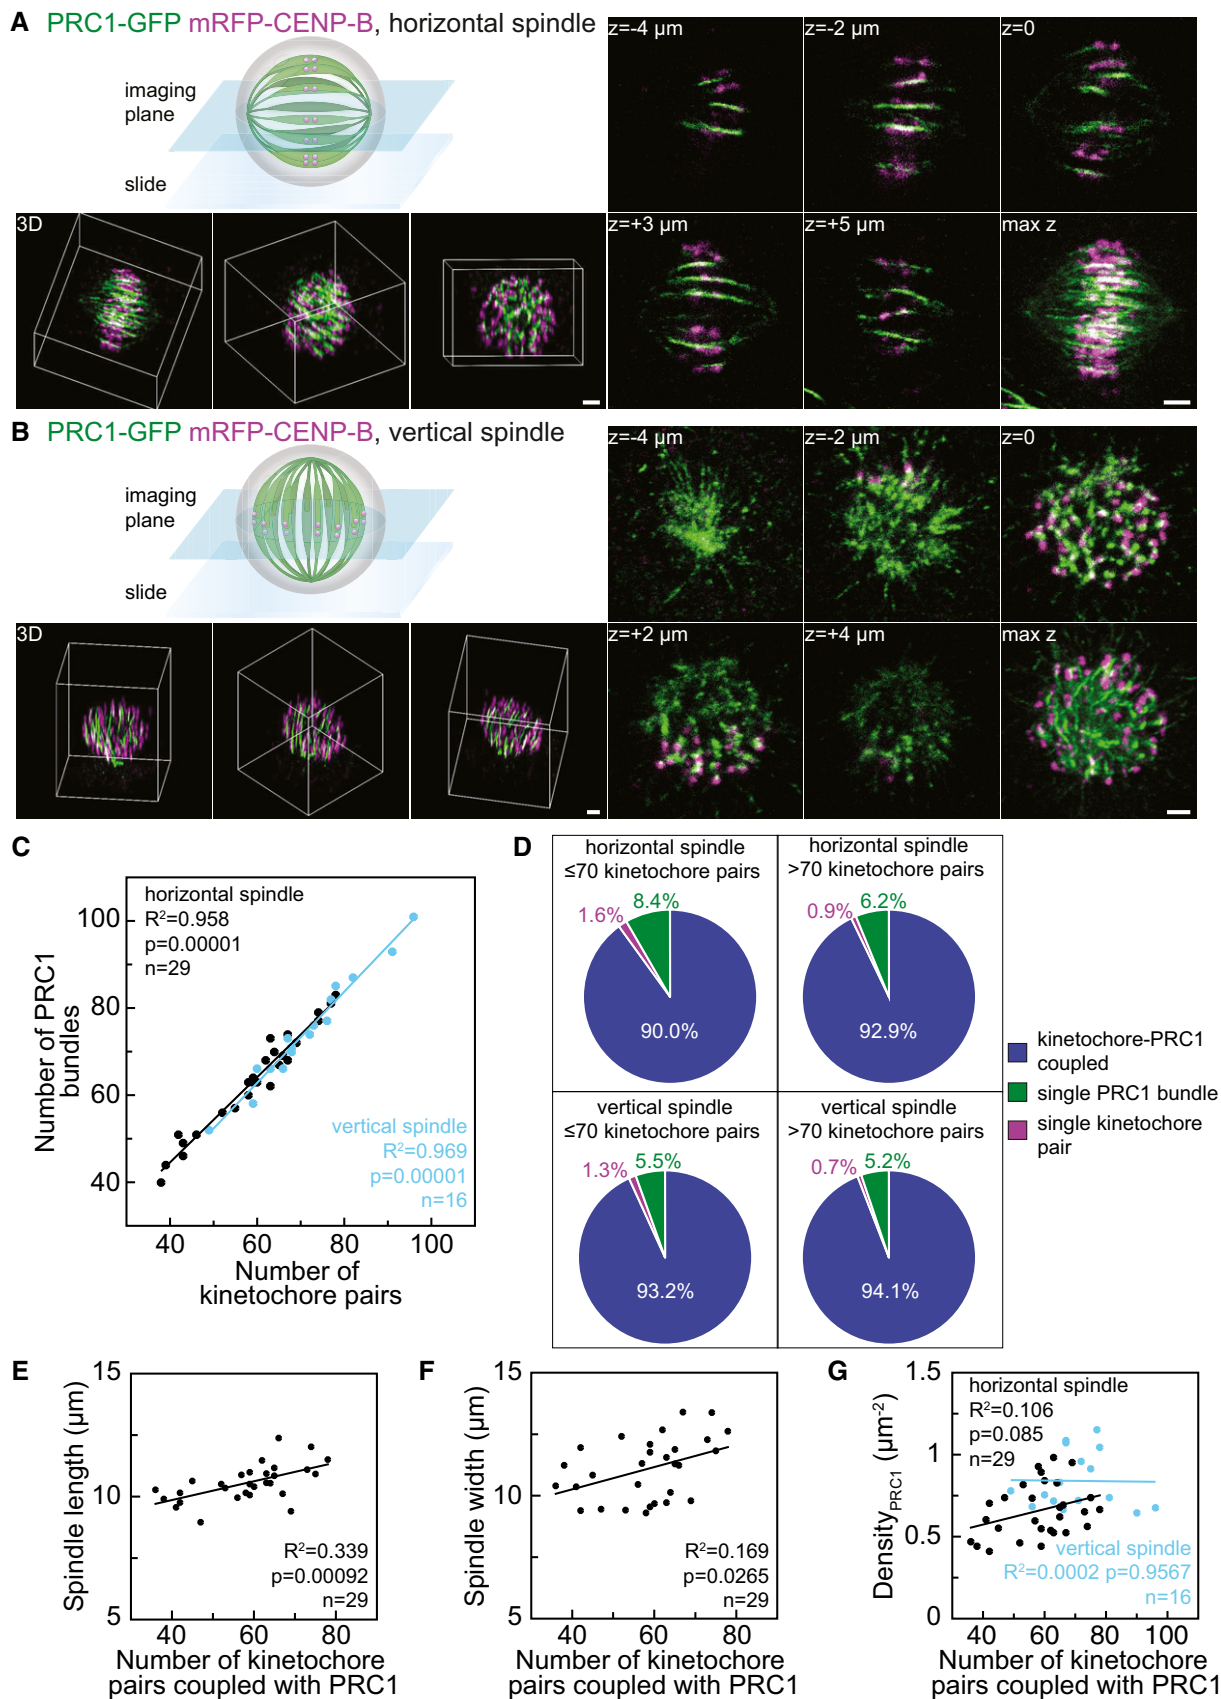 A PRC1-GFP mRFP-CENP-B, horizontal spindle
imaging
plane
slide
z=-4 µm
z=-2 µm
z=0
3D
z=+3 µm
z=+5 µm
max z
B PRC1-GFP mRFP-CENP-B, vertical spindle
imaging
plane
slide
z=-4 µm
z=-2 µm
z=0
3D
z=+2 µm
z=+4 µm
max z
C
horizontal spindle
R²=0.958
p=0.00001
n=29
vertical spindle
R²=0.969
p=0.00001
n=16
100
80
60
40
40 60 80 100
Number of PRC1
bundles
Number of
kinetochore pairs
D
horizontal spindle
≤70 kinetochore pairs
1.6%
8.4%
90.0%
horizontal spindle
>70 kinetochore pairs
0.9%
6.2%
92.9%
vertical spindle
≤70 kinetochore pairs
1.3%
5.5%
93.2%
vertical spindle
>70 kinetochore pairs
0.7%
5.2%
94.1%
kinetochore-PRC1
coupled
single PRC1 bundle
single kinetochore
pair
E
15
10
5
Spindle length (µm)
R²=0.339
p=0.00092
n=29
40 60 80
Number of kinetochore
pairs coupled with PRC1
F
15
10
5
Spindle width (µm)
R²=0.169
p=0.0265
n=29
40 60 80
Number of kinetochore
pairs coupled with PRC1
G
1.5
1
0.5
0
Density PRC1 (µm⁻²)
horizontal spindle
R²=0.106
p=0.085
n=29
vertical spindle
R²=0.0002 p=0.9567
n=16
40 60 80 100
Number of kinetochore
pairs coupled with PRC1